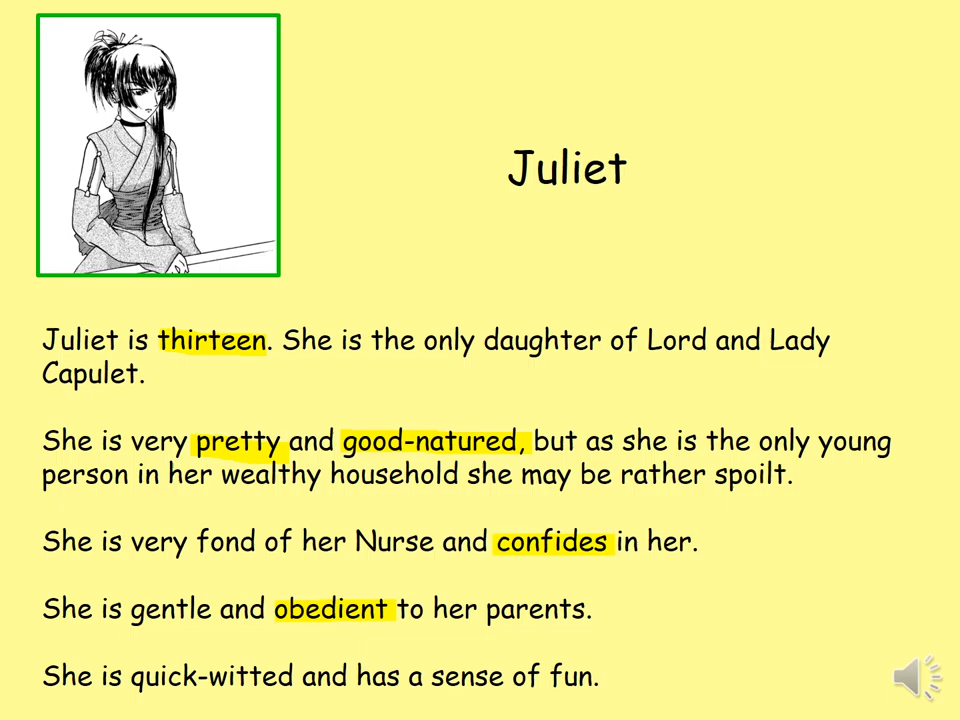 Juliet
Juliet is thirteen. She is the only daughter of Lord and Lady
Capulet.
She is very pretty and good-natured, but as she is the only young
person in her wealthy household she may be rather spoilt.
She is very fond of her Nurse and confides in her.
She is gentle and obedient to her parents.
She is quick-witted and has a sense of fun.